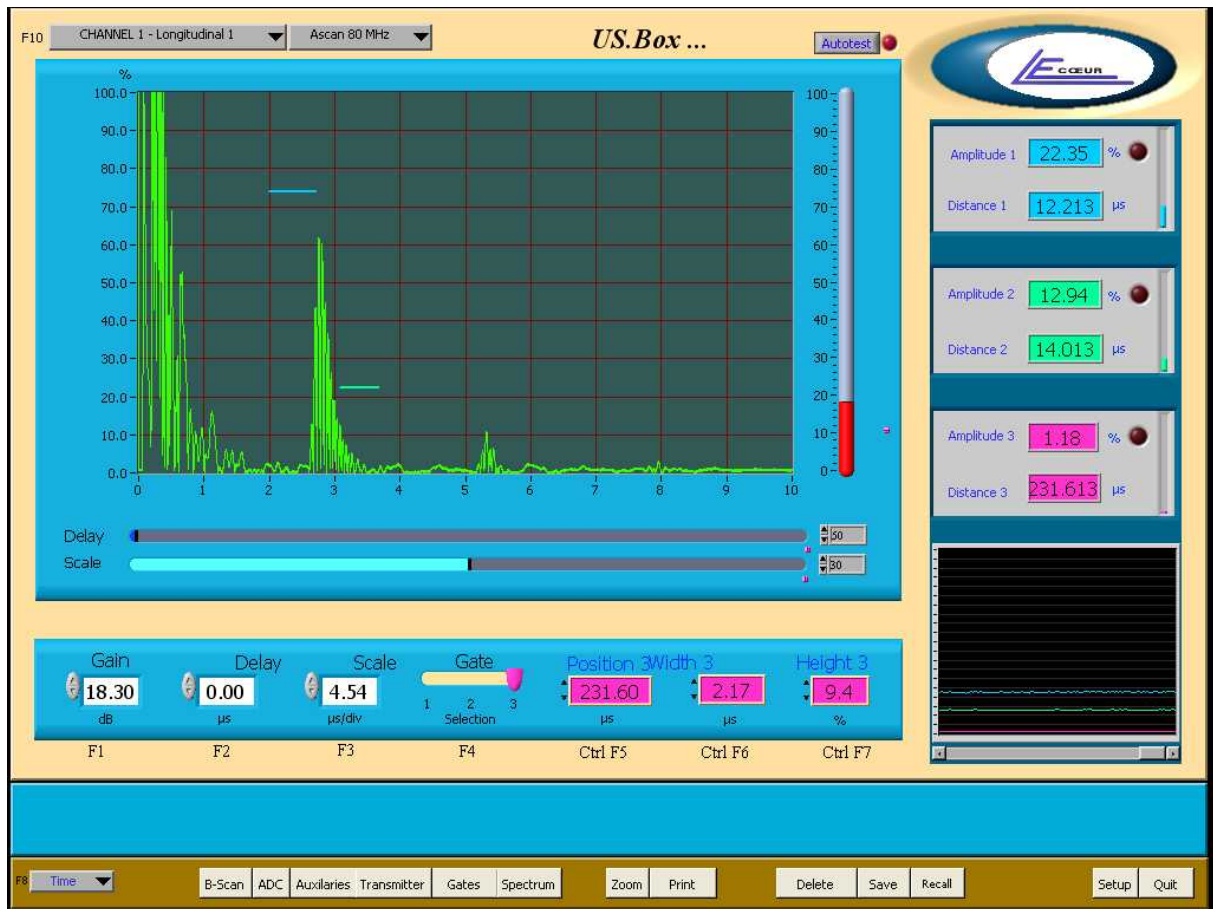 F10 CHANNEL 1 - Longitudinal 1 Ascan 80 MHz US.Box ... Autotest
LECŒUR
%
100.0
90.0
80.0
70.0
60.0
50.0
40.0
30.0
20.0
10.0
0.0
0 1 2 3 4 5 6 7 8 9 10
100
90
80
70
60
50
40
30
20
10
0
Amplitude 1 22.35 %
Distance 1 12.213 µs
Amplitude 2 12.94 %
Distance 2 14.013 µs
Amplitude 3 1.18 %
Distance 3 231.613 µs
Delay 50
Scale 30
Gain Delay Scale Gate Position 3 Width 3 Height 3
18.30 0.00 4.54 1 2 3 231.60 2.17 9.4
dB µs µs/div Selection µs µs %
F1 F2 F3 F4 Ctrl F5 Ctrl F6 Ctrl F7
F8 Time B-Scan ADC Auxilaries Transmitter Gates Spectrum Zoom Print Delete Save Recall Setup Quit